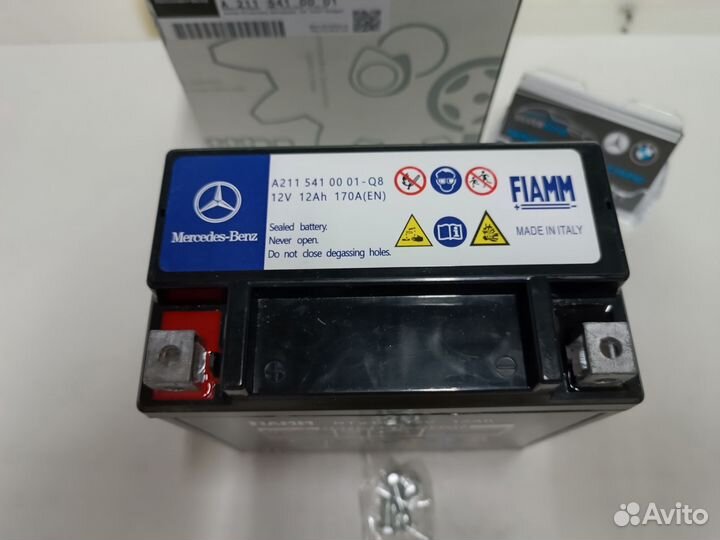 A 211 541 00 01
A211 541 00 01-Q8
12V 12Ah 170A(EN)
Mercedes-Benz
Sealed battery.
Never open.
Do not close degassing holes.
FIAMM
MADE IN ITALY
FIAMM
Avito